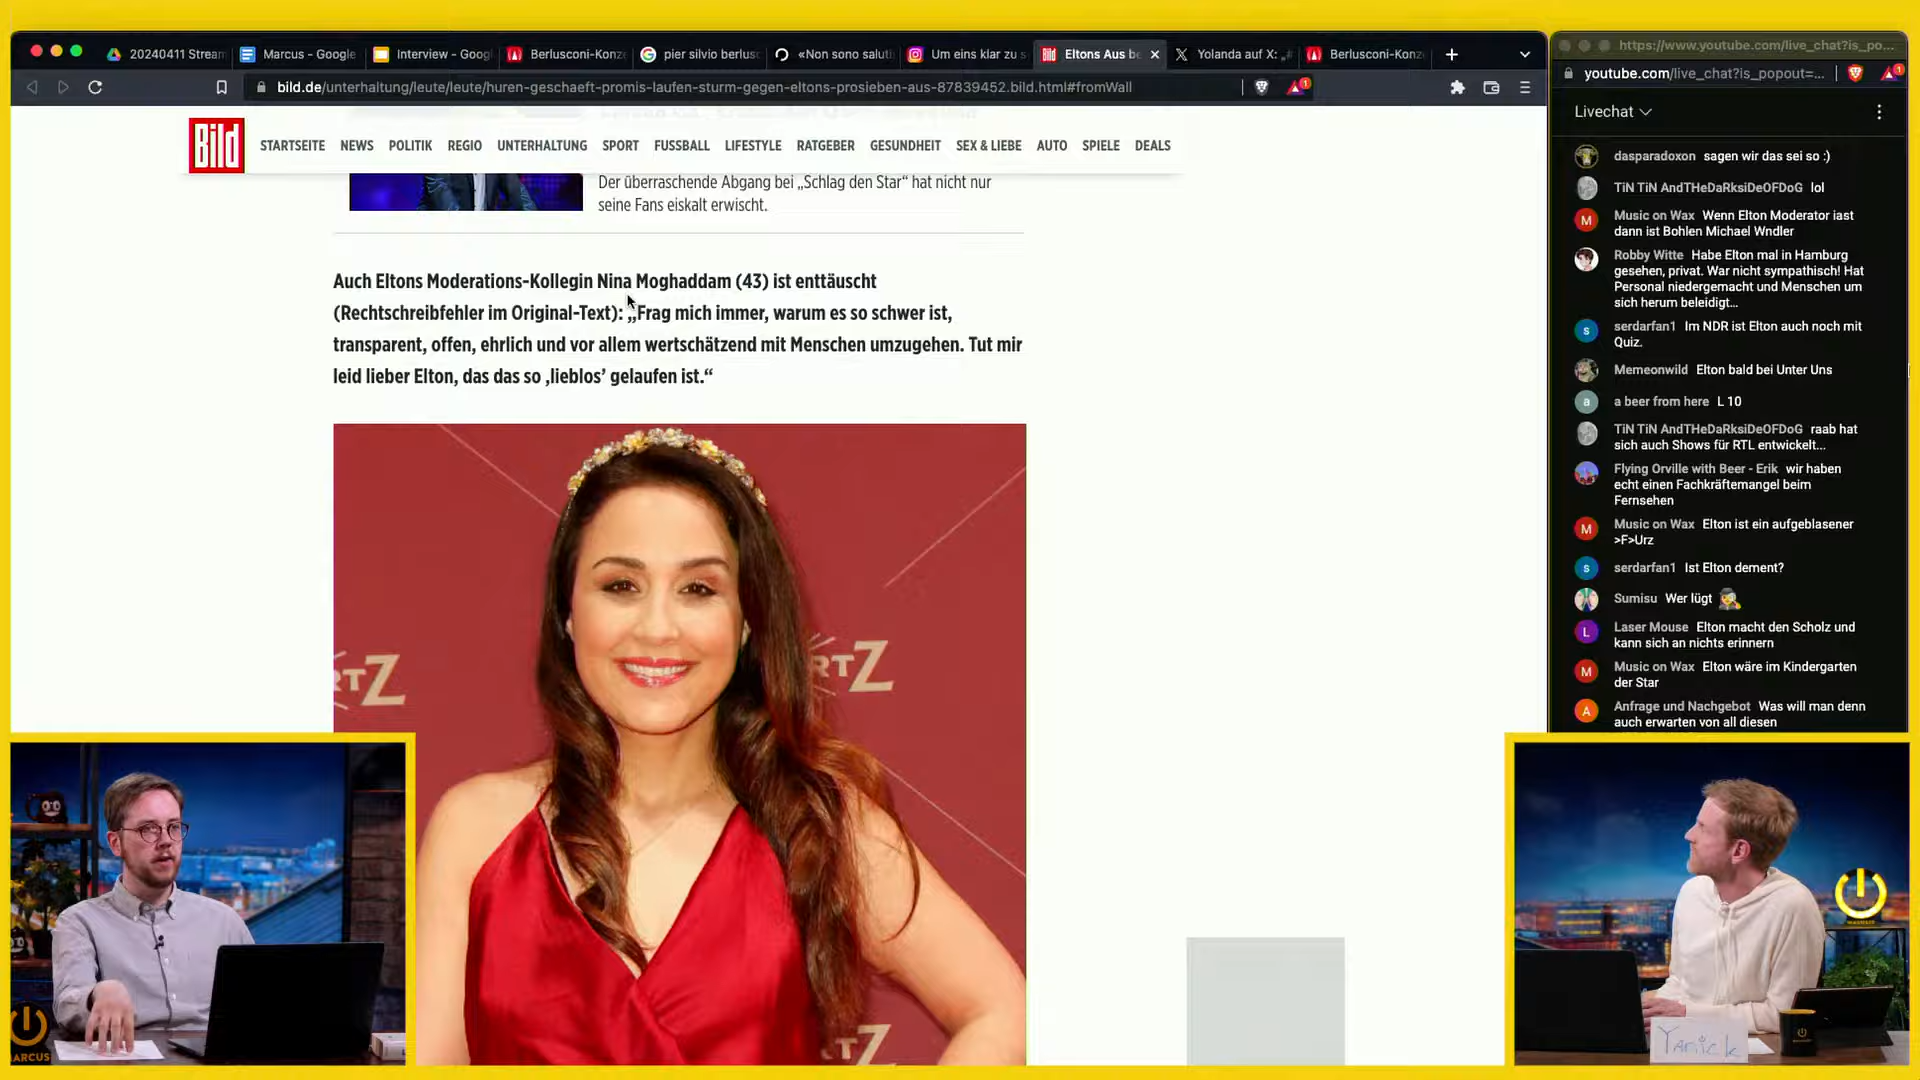 20240411 Stream
Marcus - Google
Interview - Goog
Berlusconi-Konz
pier silvio berlus
«Non sono salut
Um eins klar zu s
Eltons Aus be
Yolanda auf X: „#
Berlusconi-Konz
https://www.youtube.com/live_chat?is_po...
bild.de/unterhaltung/leute/leute/huren-geschaeft-promis-laufen-sturm-gegen-eltons-prosieben-aus-87839452.bild.html#fromWall
youtube.com/live_chat?is_popout=...
Bild
STARTSEITE NEWS POLITIK REGIO UNTERHALTUNG SPORT FUSSBALL LIFESTYLE RATGEBER GESUNDHEIT SEX & LIEBE AUTO SPIELE DEALS
Der überraschende Abgang bei „Schlag den Star“ hat nicht nur
seine Fans eiskalt erwischt.
Auch Eltons Moderations-Kollegin Nina Moghaddam (43) ist enttäuscht
(Rechtschreibfehler im Original-Text): „Frag mich immer, warum es so schwer ist,
transparent, offen, ehrlich und vor allem wertschätzend mit Menschen umzugehen. Tut mir
leid lieber Elton, das das so ‚lieblos’ gelaufen ist.“
RTZ
RTZ
RTZ
ARCUS
Yanick
Livechat
dasparadoxon sagen wir das sei so :)
TiN TiN AndTHeDaRksiDeOFDoG lol
Music on Wax Wenn Elton Moderator iast
dann ist Bohlen Michael Wndler
Robby Witte Habe Elton mal in Hamburg
gesehen, privat. War nicht sympathisch! Hat
Personal niedergemacht und Menschen um
sich herum beleidigt...
serdarfan1 Im NDR ist Elton auch noch mit
Quiz.
Memeonwild Elton bald bei Unter Uns
a beer from here L 10
TiN TiN AndTHeDaRksiDeOFDoG raab hat
sich auch Shows für RTL entwickelt...
Flying Orville with Beer - Erik wir haben
echt einen Fachkräftemangel beim
Fernsehen
Music on Wax Elton ist ein aufgeblasener
>F>Urz
serdarfan1 Ist Elton dement?
Sumisu Wer lügt
Laser Mouse Elton macht den Scholz und
kann sich an nichts erinnern
Music on Wax Elton wäre im Kindergarten
der Star
Anfrage und Nachgebot Was will man denn
auch erwarten von all diesen